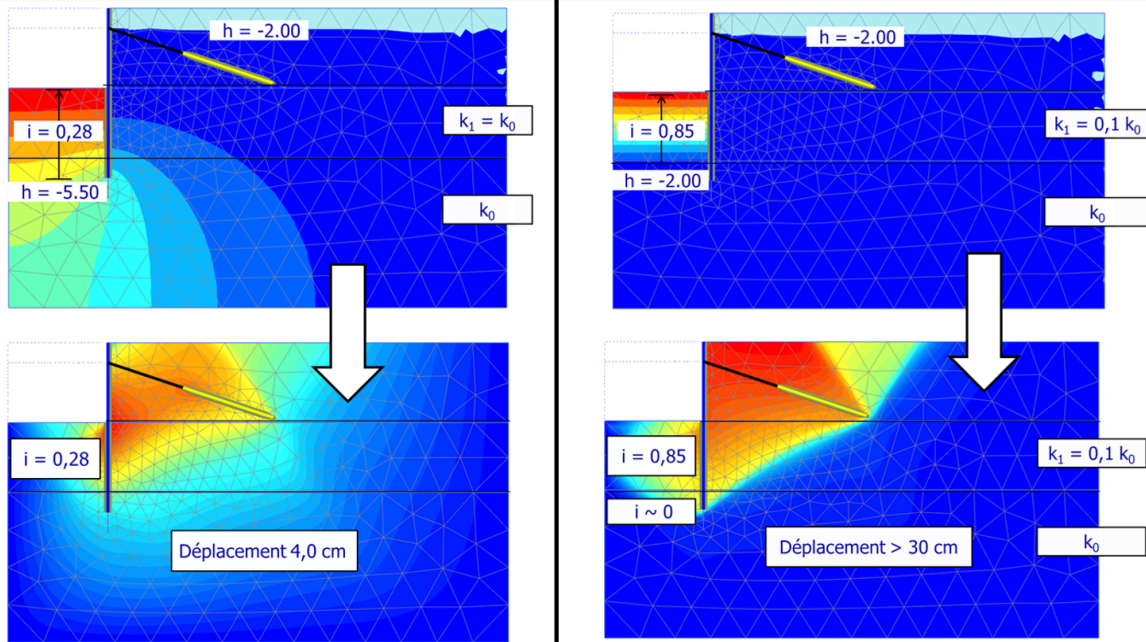 h = -2.00
i = 0,28
k₁ = k₀
h = -5.50
k₀
i = 0,28
Déplacement 4,0 cm
h = -2.00
i = 0,85
k₁ = 0,1 k₀
h = -2.00
k₀
i = 0,85
k₁ = 0,1 k₀
i ~ 0
Déplacement > 30 cm
k₀